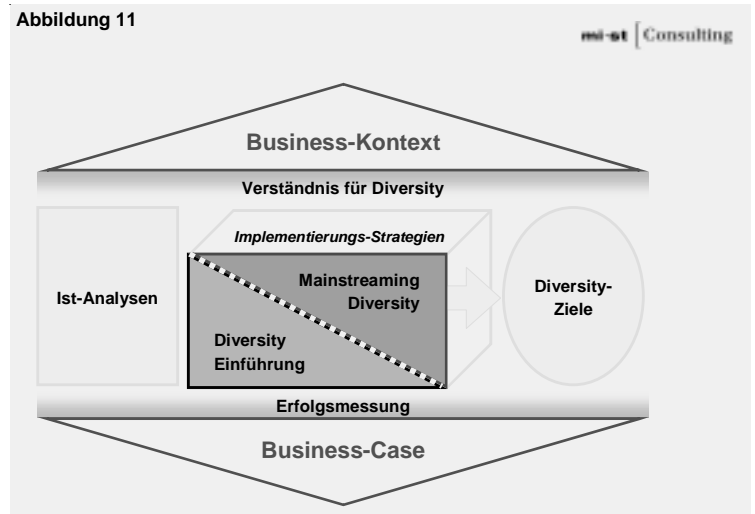 Abbildung 11
mi·st [ Consulting
Business-Kontext
Verständnis für Diversity
Implementierungs-Strategien
Ist-Analysen
Mainstreaming
Diversity
Diversity
Einführung
Diversity-
Ziele
Erfolgsmessung
Business-Case